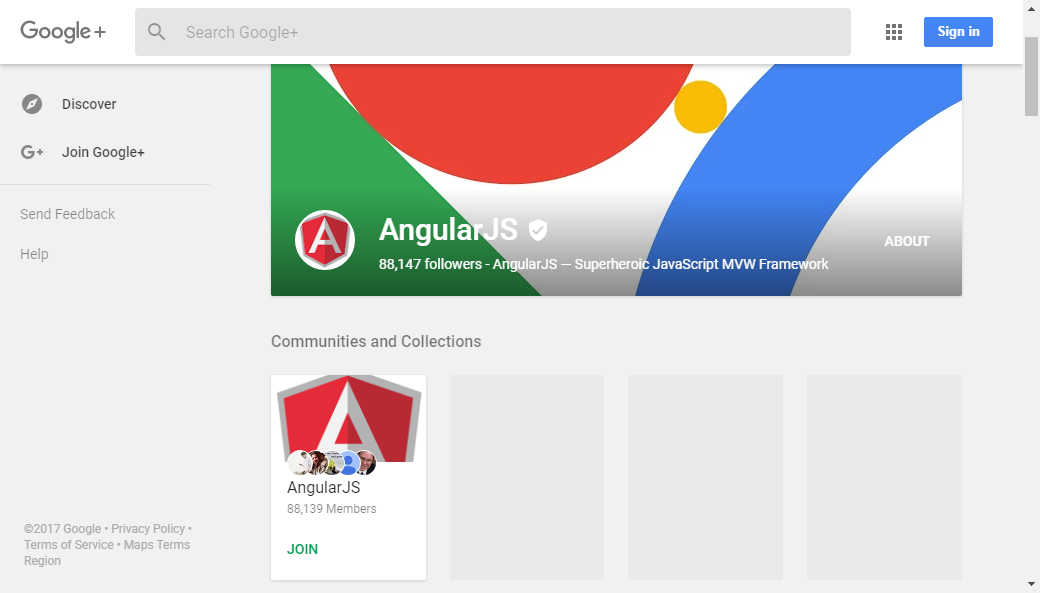 Google+
Search Google+
Sign in
Discover
G+ Join Google+
Send Feedback
Help
AngularJS
88,147 followers - AngularJS — Superheroic JavaScript MVW Framework
ABOUT
Communities and Collections
AngularJS
88,139 Members
JOIN
©2017 Google • Privacy Policy •
Terms of Service • Maps Terms
Region